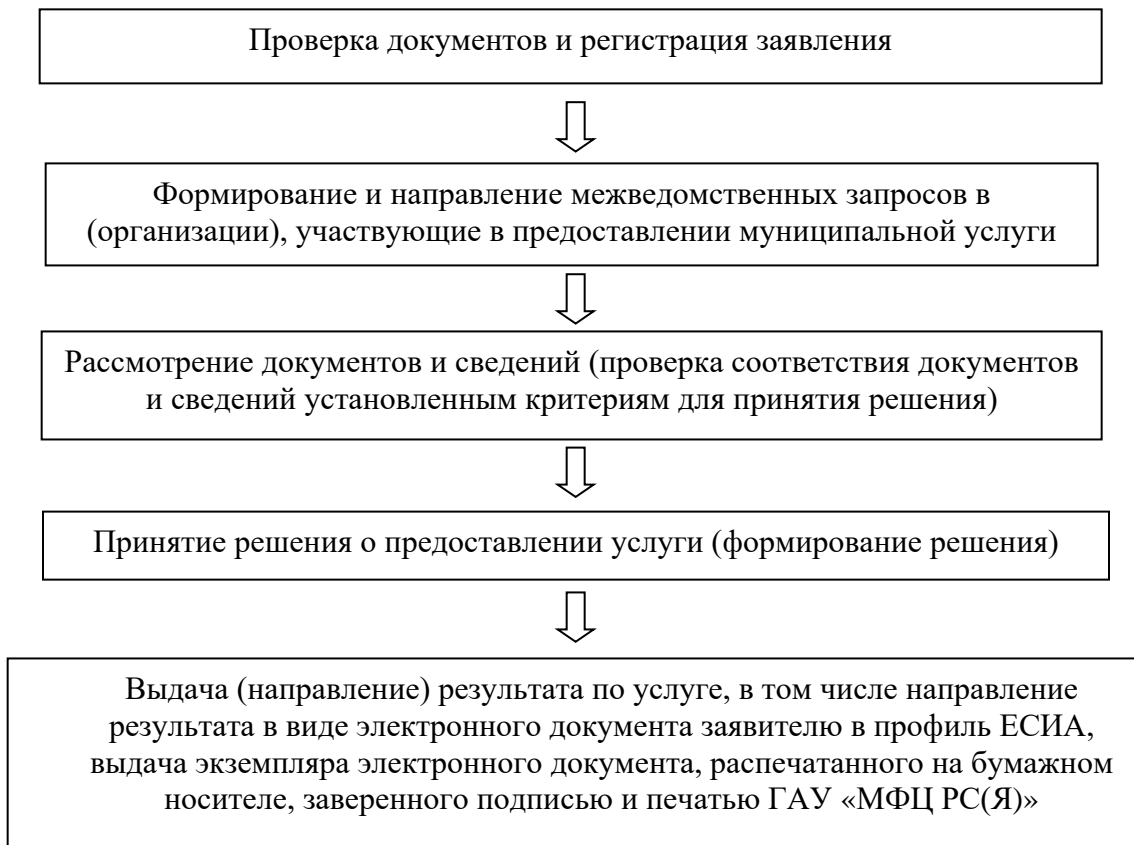 Проверка документов и регистрация заявления
Формирование и направление межведомственных запросов в
(организации), участвующие в предоставлении муниципальной услуги
Рассмотрение документов и сведений (проверка соответствия документов
и сведений установленным критериям для принятия решения)
Принятие решения о предоставлении услуги (формирование решения)
Выдача (направление) результата по услуге, в том числе направление
результата в виде электронного документа заявителю в профиль ЕСИА,
выдача экземпляра электронного документа, распечатанного на бумажном
носителе, заверенного подписью и печатью ГАУ «МФЦ РС(Я)»